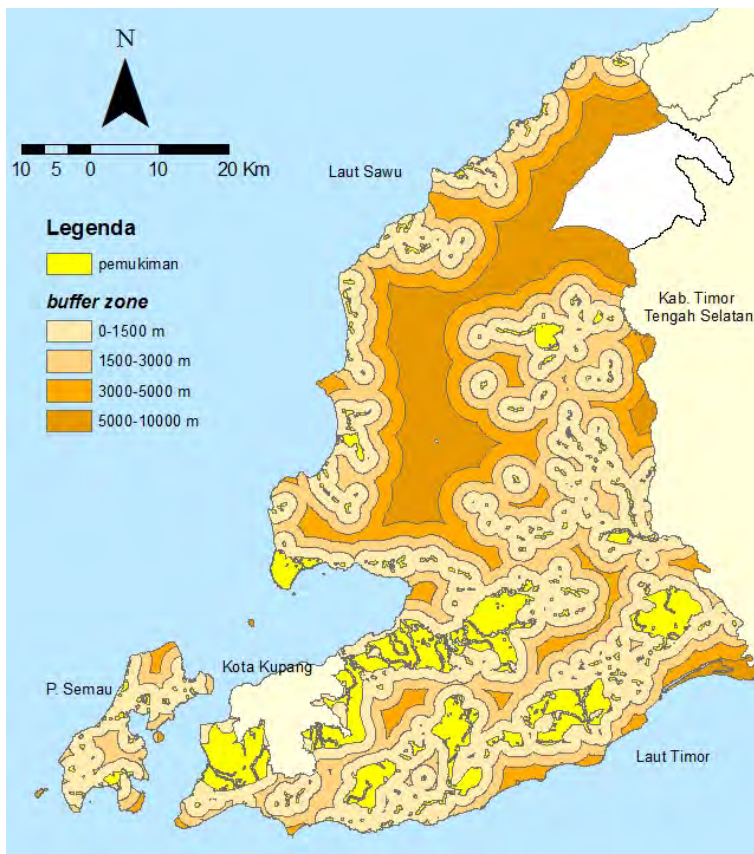 N
10 5 0 10 20 Km
Laut Sawu
Legenda
pemukiman
buffer zone
0-1500 m
1500-3000 m
3000-5000 m
5000-10000 m
Kab. Timor
Tengah Selatan
Kota Kupang
P. Semau
Laut Timor